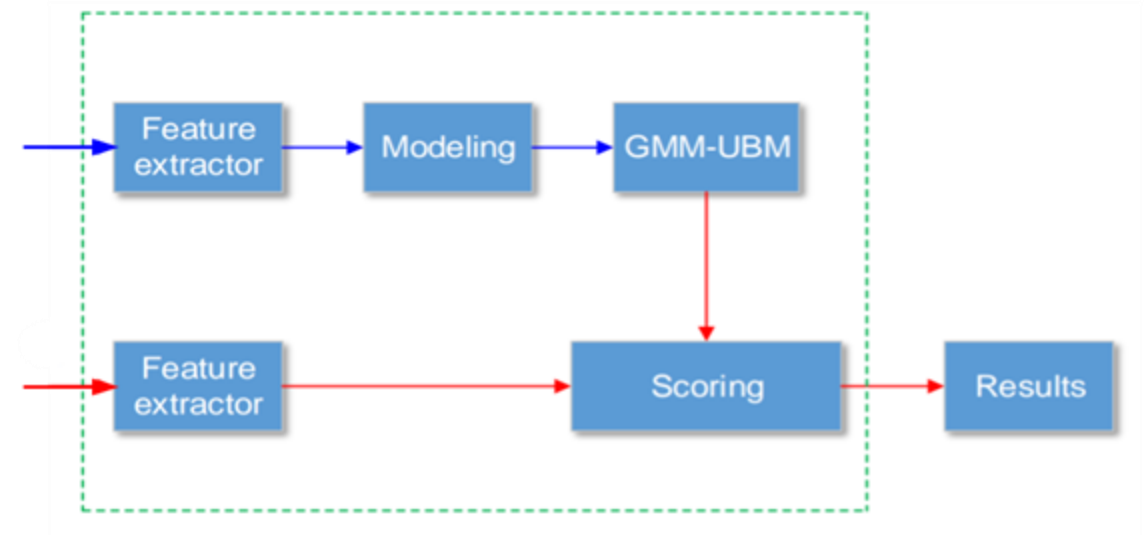 Feature
extractor
Modeling
GMM-UBM
Feature
extractor
Scoring
Results